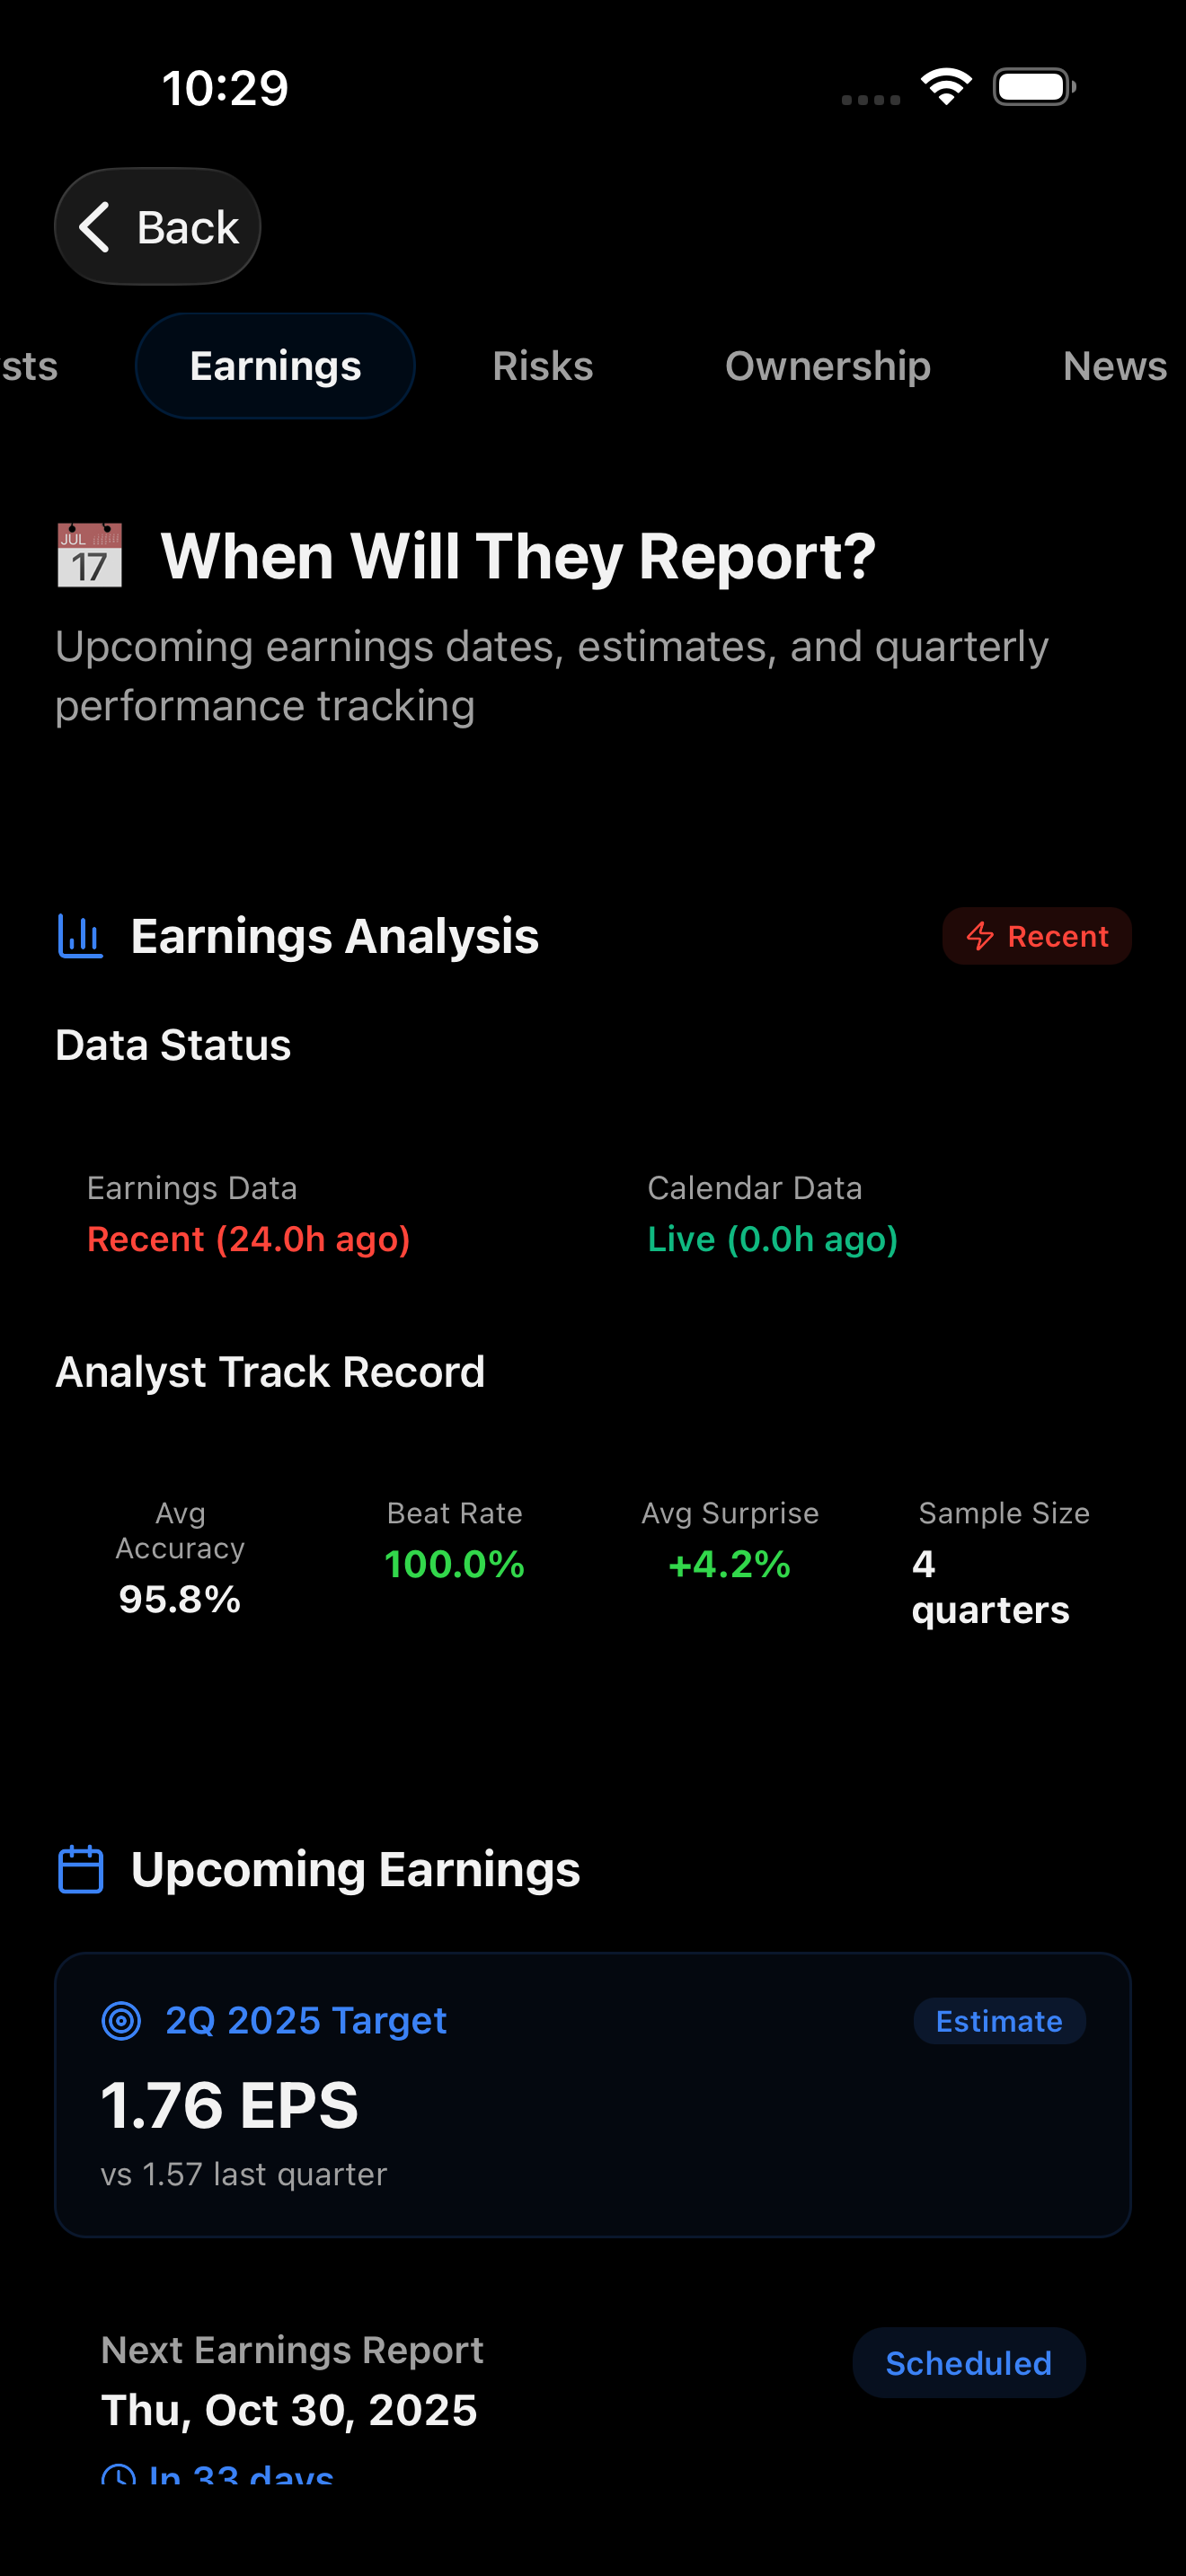 10:29
Back
sts Earnings Risks Ownership News
JUL
17
When Will They Report?
Upcoming earnings dates, estimates, and quarterly
performance tracking
Earnings Analysis
Recent
Data Status
Earnings Data
Recent (24.0h ago)
Calendar Data
Live (0.0h ago)
Analyst Track Record
Avg
Accuracy
95.8%
Beat Rate
100.0%
Avg Surprise
+4.2%
Sample Size
4
quarters
Upcoming Earnings
2Q 2025 Target
Estimate
1.76 EPS
vs 1.57 last quarter
Next Earnings Report
Scheduled
Thu, Oct 30, 2025
In 33 days